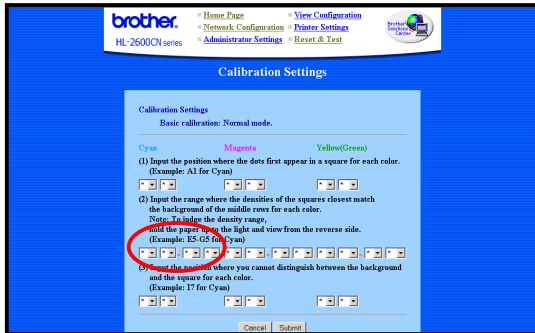 brother.
HL-2600CN series
Home Page
View Configuration
Network Configuration
Printer Settings
Administrator Settings
Reset & Test
Brother Solutions Center
Calibration Settings
Calibration Settings
Basic calibration: Normal mode.
Cyan Magenta Yellow(Green)
(1) Input the position where the dots first appear in a square for each color.
(Example: A1 for Cyan)
* * * * * *
(2) Input the range where the densities of the squares closest match
the background of the middle rows for each color.
Note: To judge the density range,
hold the paper up to the light and view from the reverse side.
(Example: E5-G5 for Cyan)
* * - * * * * - * * * * - * *
(3) Input the position where you cannot distinguish between the background
and the square for each color.
(Example: I7 for Cyan)
* * * * * *
Cancel Submit